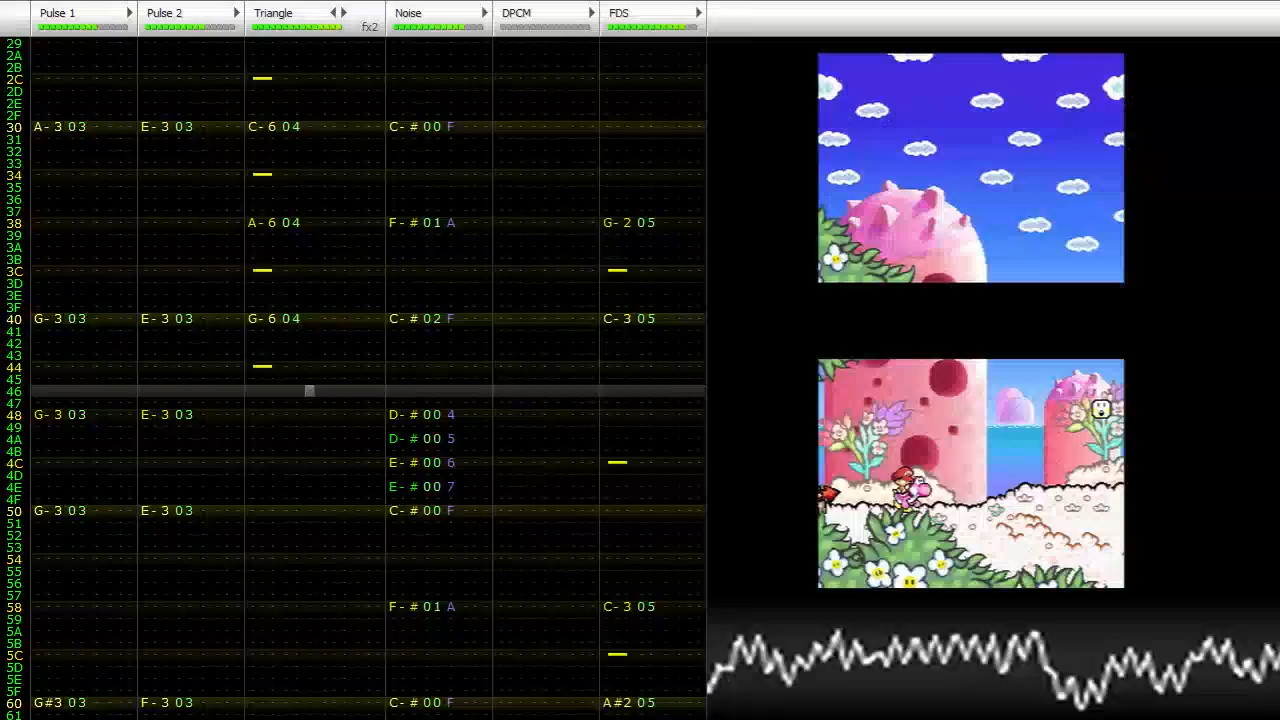 Pulse 1 Pulse 2 Triangle fx2 Noise DPCM FDS
29
2A
2B
2C
2D
2E
2F
30 A-3 03 E-3 03 C-6 04 C-# 00 F
31
32
33
34
35
36
37
38 A-6 04 F-# 01 A G-2 05
39
3A
3B
3C
3D
3E
3F
40 G-3 03 E-3 03 G-6 04 C-# 02 F C-3 05
41
42
43
44
45
46
47
48 G-3 03 E-3 03 D-# 00 4
49
4A D-# 00 5
4B
4C E-# 00 6
4D
4E E-# 00 7
4F
50 G-3 03 E-3 03 C-# 00 F
51
52
53
54
55
56
57
58 F-# 01 A C-3 05
59
5A
5B
5C
5D
5E
5F
60 G#3 03 F-3 03 C-# 00 F A#2 05
61